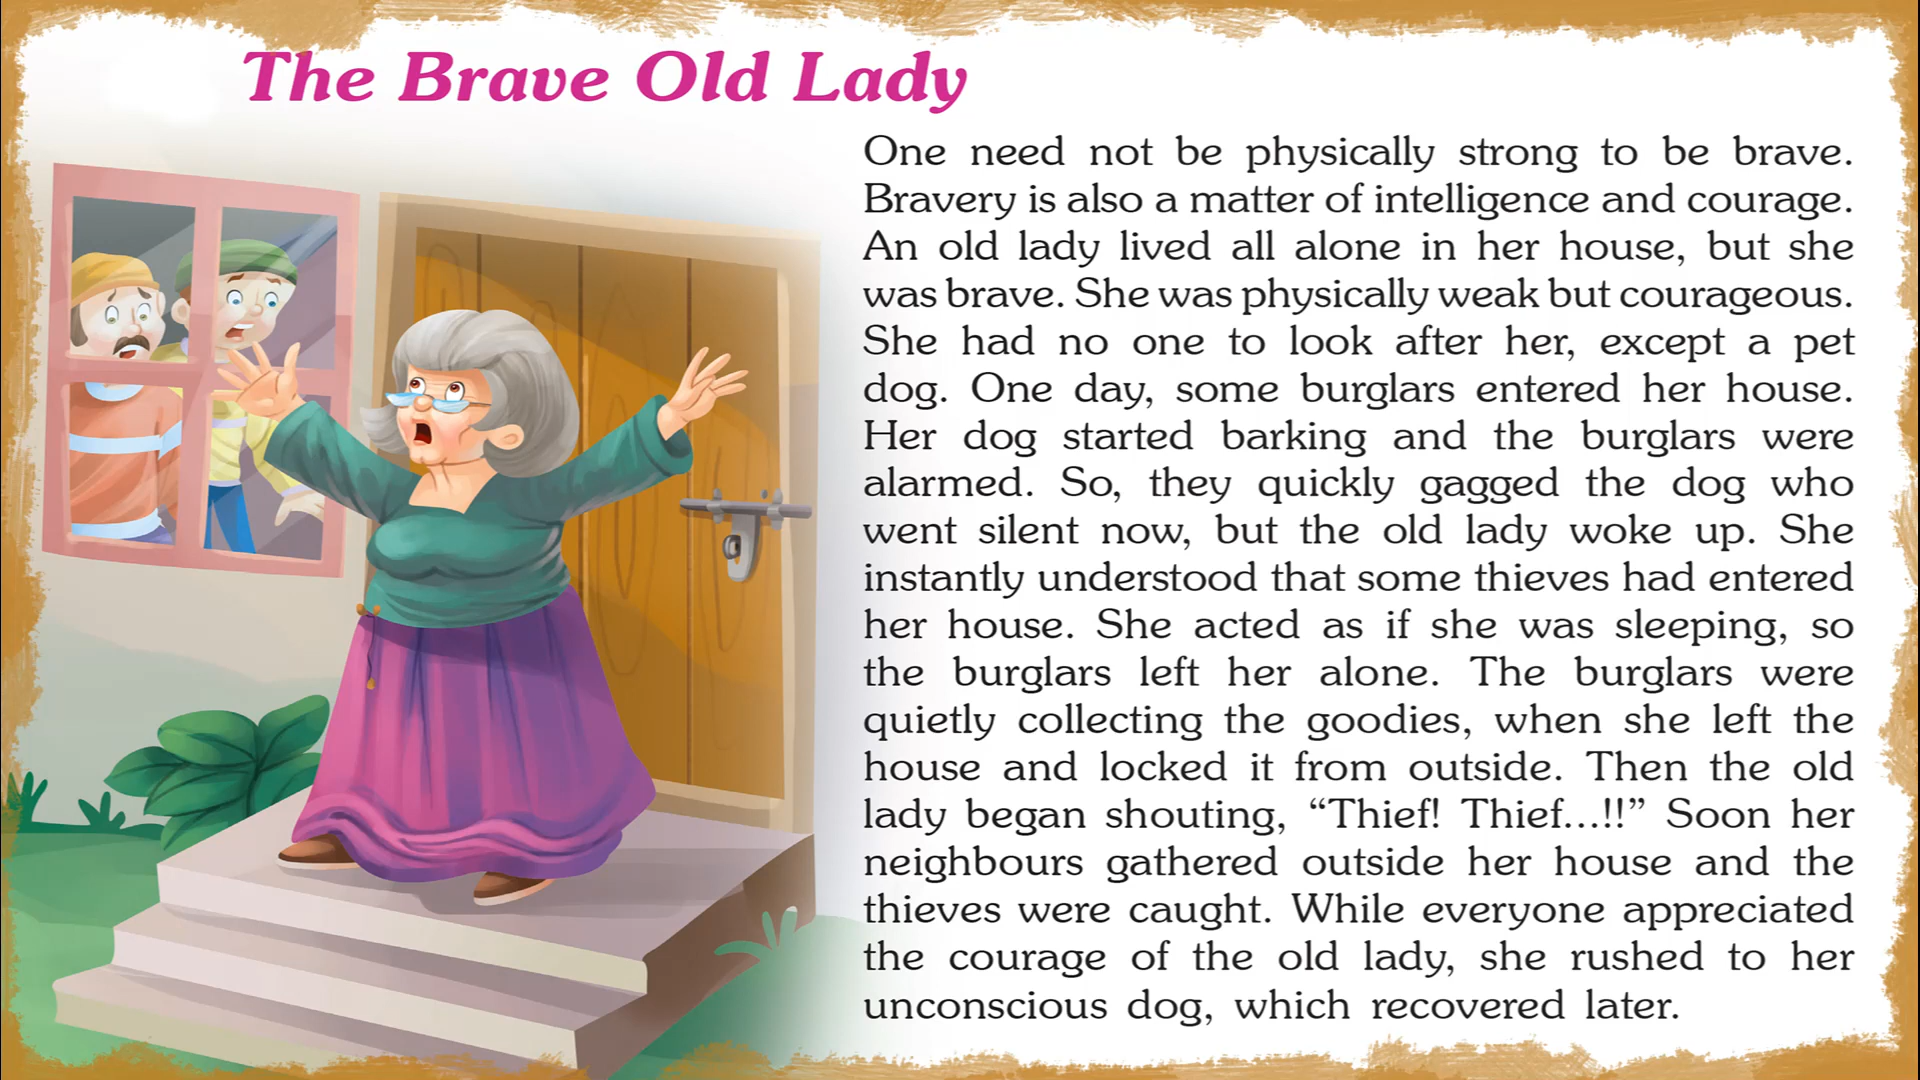 The Brave Old Lady
One need not be physically strong to be brave.
Bravery is also a matter of intelligence and courage.
An old lady lived all alone in her house, but she
was brave. She was physically weak but courageous.
She had no one to look after her, except a pet
dog. One day, some burglars entered her house.
Her dog started barking and the burglars were
alarmed. So, they quickly gagged the dog who
went silent now, but the old lady woke up. She
instantly understood that some thieves had entered
her house. She acted as if she was sleeping, so
the burglars left her alone. The burglars were
quietly collecting the goodies, when she left the
house and locked it from outside. Then the old
lady began shouting, “Thief! Thief...!!” Soon her
neighbours gathered outside her house and the
thieves were caught. While everyone appreciated
the courage of the old lady, she rushed to her
unconscious dog, which recovered later.